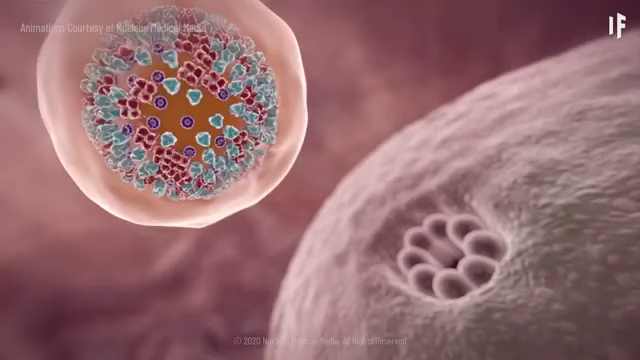 Animations Courtesy of Nucleus Medical Media
IF
© 2020 Nucleus Medical Media, All Rights Reserved